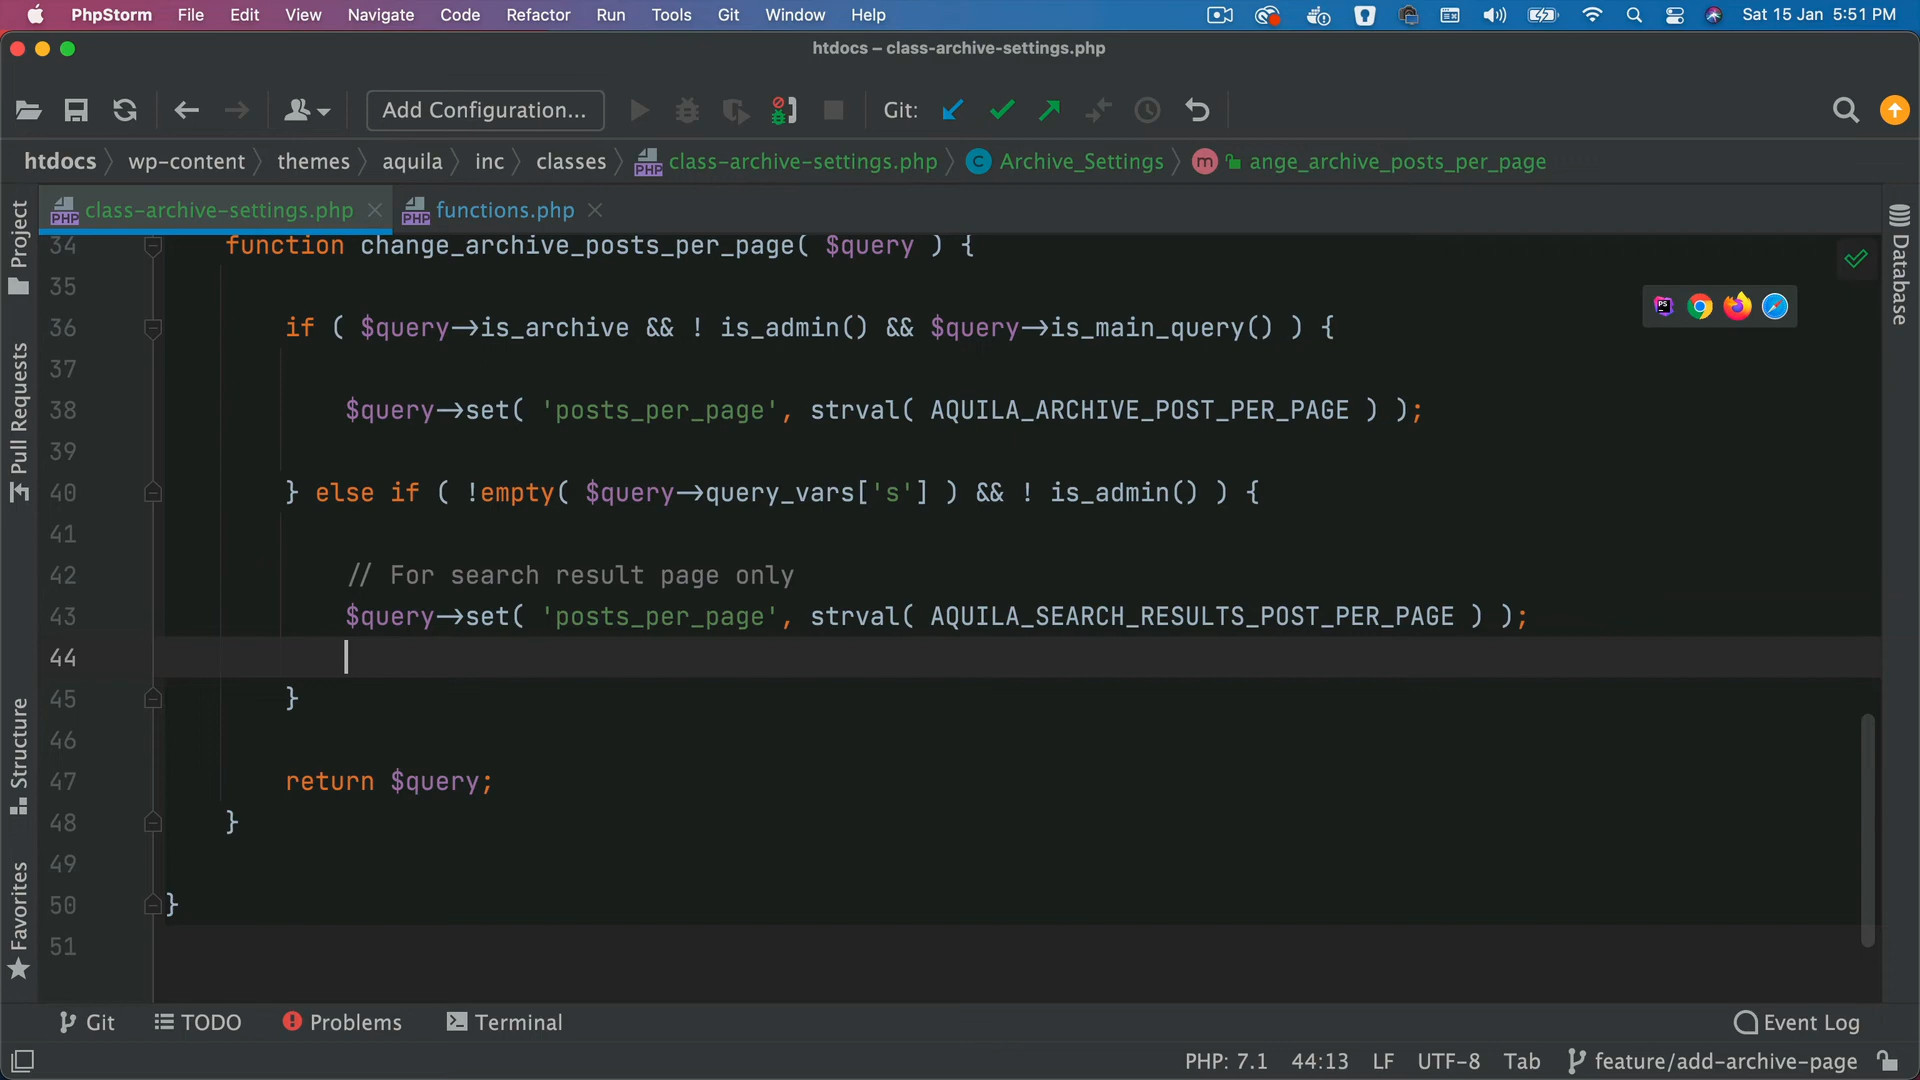 PhpStorm File Edit View Navigate Code Refactor Run Tools Git Window Help Sat 15 Jan 5:51 PM
htdocs – class-archive-settings.php
Add Configuration... Git:
htdocs wp-content themes aquila inc classes class-archive-settings.php Archive_Settings ange_archive_posts_per_page
class-archive-settings.php functions.php
Project
Pull Requests
Structure
Favorites
Database
34 function change_archive_posts_per_page( $query ) {
35
36 if ( $query->is_archive && ! is_admin() && $query->is_main_query() ) {
37
38 $query->set( 'posts_per_page', strval( AQUILA_ARCHIVE_POST_PER_PAGE ) );
39
40 } else if ( !empty( $query->query_vars['s'] ) && ! is_admin() ) {
41
42 // For search result page only
43 $query->set( 'posts_per_page', strval( AQUILA_SEARCH_RESULTS_POST_PER_PAGE ) );
44
45 }
46
47 return $query;
48 }
49
50 }
51
Git TODO Problems Terminal Event Log
PHP: 7.1 44:13 LF UTF-8 Tab feature/add-archive-page